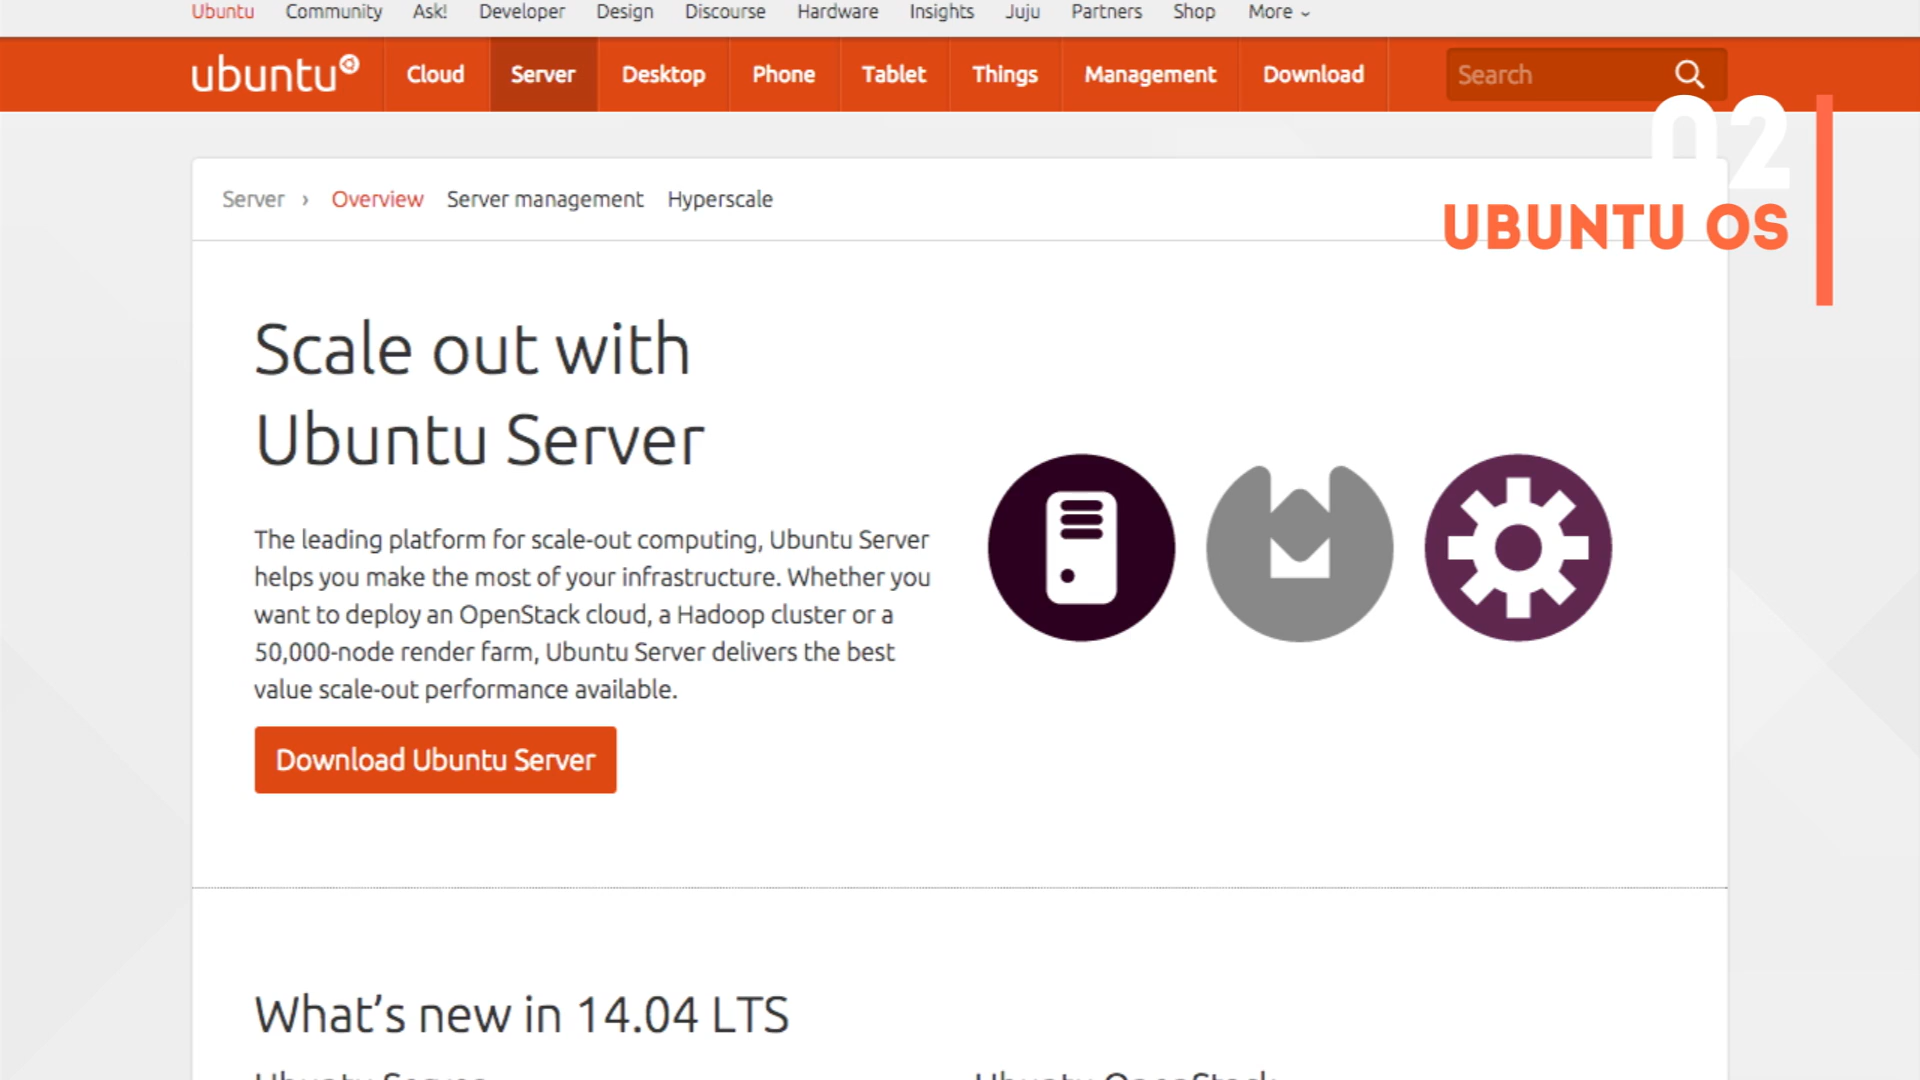 Ubuntu Community Ask! Developer Design Discourse Hardware Insights Juju Partners Shop More
ubuntu Cloud Server Desktop Phone Tablet Things Management Download Search
02
UBUNTU OS
Server › Overview Server management Hyperscale
Scale out with
Ubuntu Server
The leading platform for scale-out computing, Ubuntu Server
helps you make the most of your infrastructure. Whether you
want to deploy an OpenStack cloud, a Hadoop cluster or a
50,000-node render farm, Ubuntu Server delivers the best
value scale-out performance available.
Download Ubuntu Server
What's new in 14.04 LTS
Ubuntu Server Ubuntu OpenStack